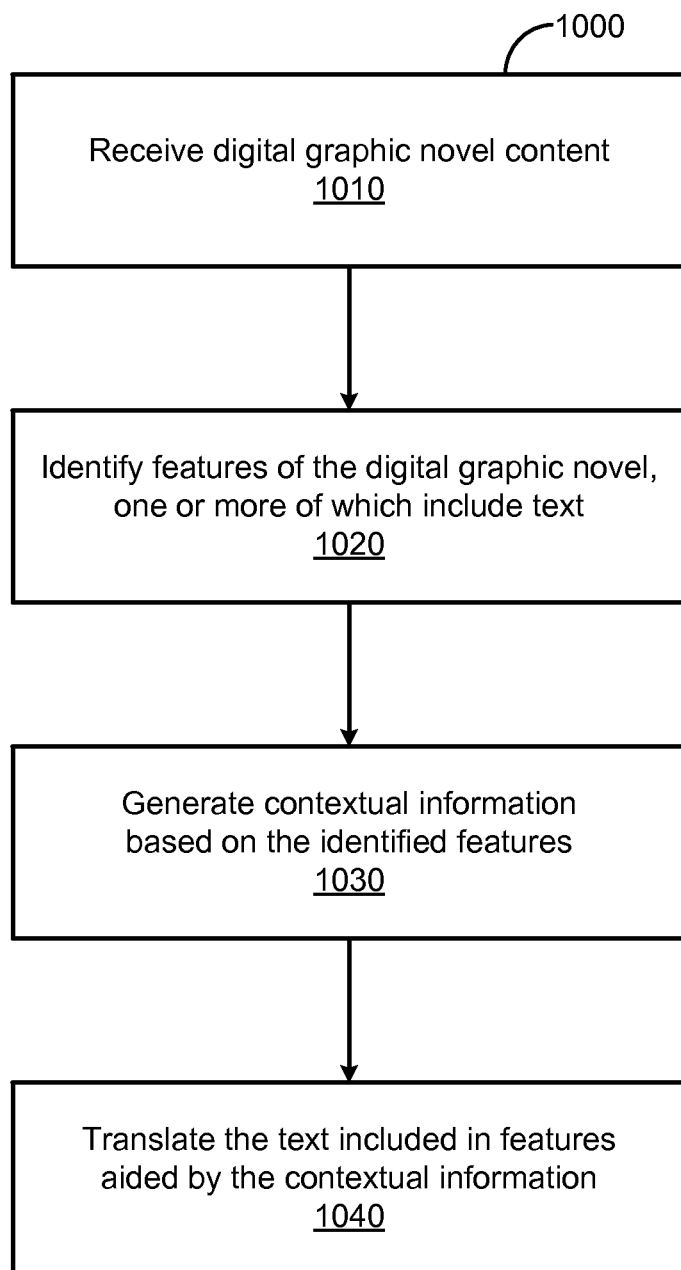 1000
Receive digital graphic novel content
1010
Identify features of the digital graphic novel,
one or more of which include text
1020
Generate contextual information
based on the identified features
1030
Translate the text included in features
aided by the contextual information
1040